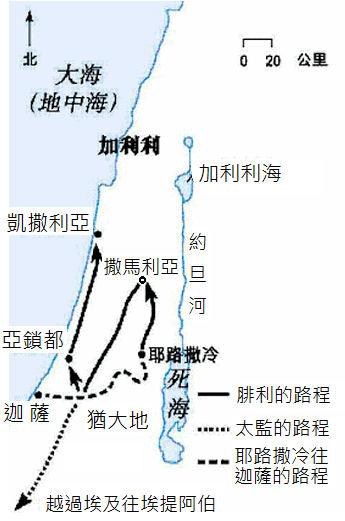 北
0 20 公里
大海
(地中海)
加利利
加利利海
凱撒利亞
撒馬利亞
約旦河
亞鎖都
耶路撒冷
死海
迦薩
猶大地
腓利的路程
太監的路程
耶路撒冷往
迦薩的路程
越過埃及往埃提阿伯